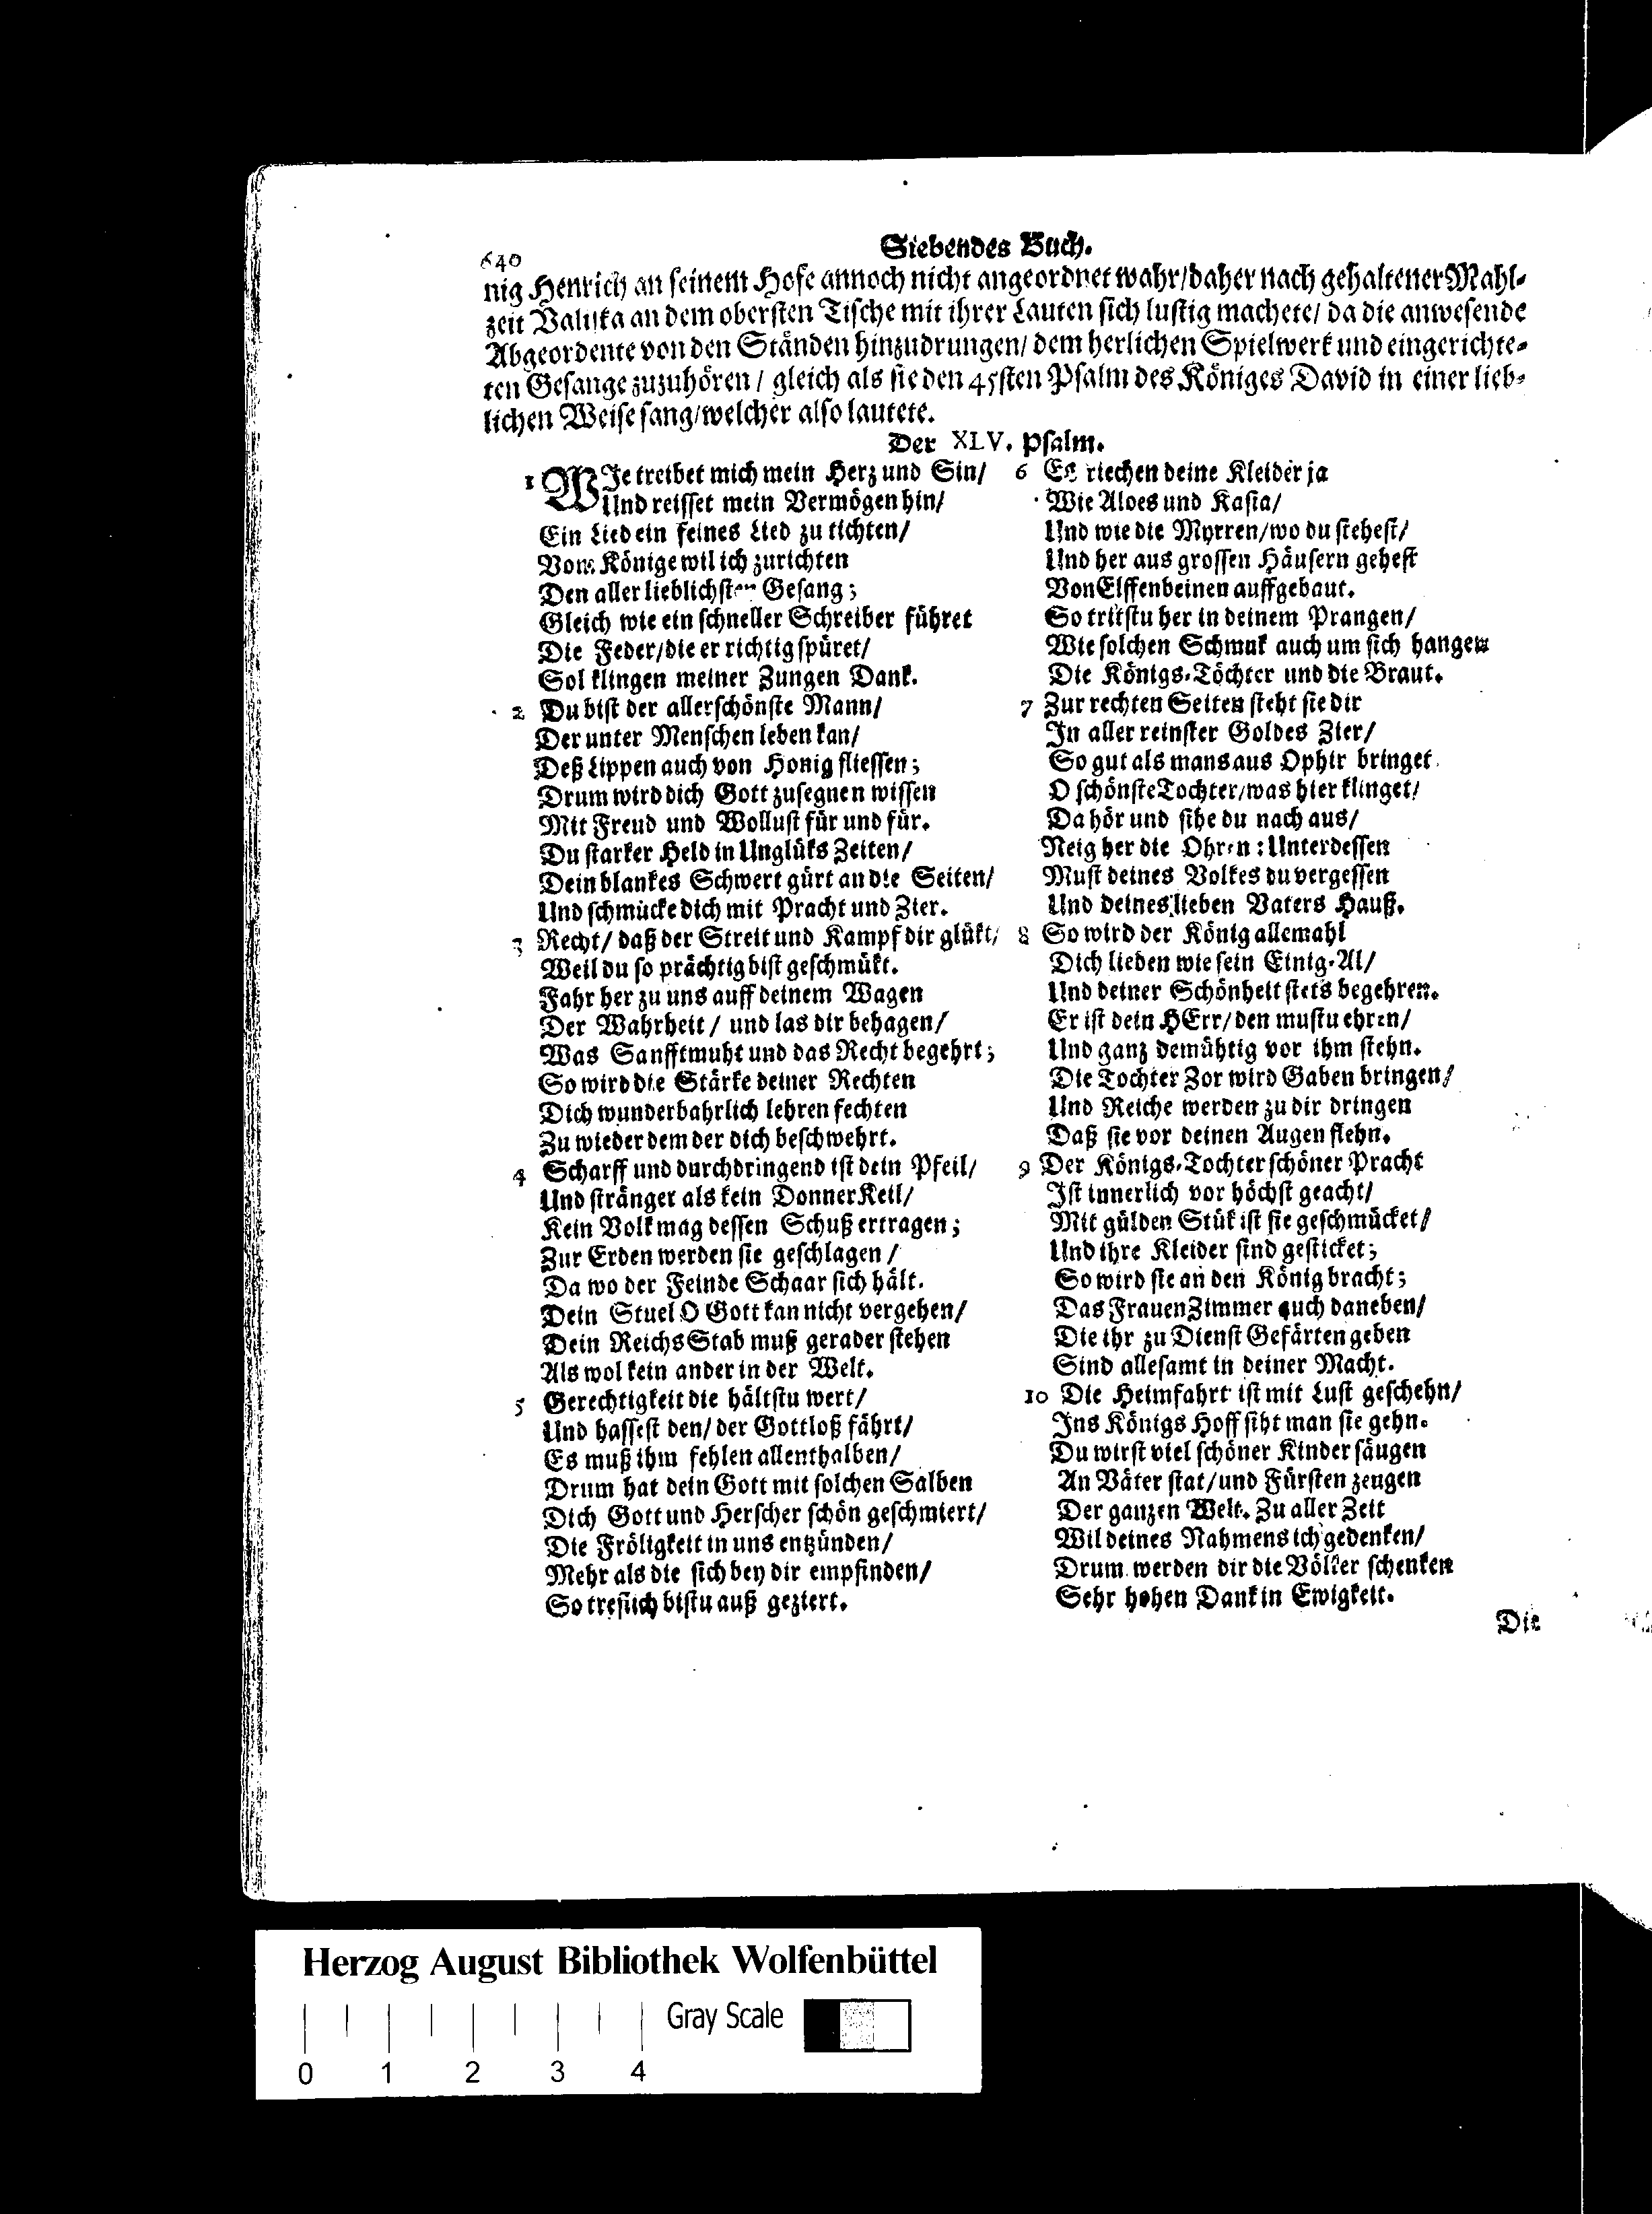 640
Siebendes Buch.
nig Henrich an seinem Hofe annoch nicht angeordnet wahr/daher nach gehaltener Mahl-
zeit Valiska an dem obersten Tische mit ihrer Lauten sich lustig machete/ da die anwesende
Abgeordente von den Ständen hinzudrungen/ dem herlichen Spielwerk und eingerichte-
ten Gesange zuzuhören/ gleich als sie den 45sten Psalm des Königes David in einer lieb-
lichen Weise sang/welcher also lautete.
Der XLV. Psalm.
1 WJe treibet mich mein Herz und Sin/
Und reisset mein Vermögen hin/
Ein Lied ein feines Lied zu tichten/
Vom Könige wil ich zurichten
Den aller lieblichsten Gesang;
Gleich wie ein schneller Schreiber führet
Die Feder/die er richtig spüret/
Sol klingen meiner Zungen Dank.
2 Du bist der allerschönste Mann/
Der unter Menschen leben kan/
Deß Lippen auch von Honig fliessen;
Drum wird dich Gott zusegnen wissen
Mit Freud und Wollust für und für.
Du starker Held in Unglüks Zeiten/
Dein blankes Schwert gürt an die Seiten/
Und schmücke dich mit Pracht und Zier.
3 Recht/ daß der Streit und Kampf dir glükt/
Weil du so prächtig bist geschmükt.
Fahr her zu uns auff deinem Wagen
Der Wahrheit/ und las dir behagen/
Was Sanfftmuht und das Recht begehrt;
So wird die Stärke deiner Rechten
Dich wunderbahrlich lehren fechten
Zu wieder dem der dich beschwehrt.
4 Scharff und durchdringend ist dein Pfeil/
Und stränger als kein DonnerKeil/
Kein Volk mag dessen Schuß ertragen;
Zur Erden werden sie geschlagen/
Da wo der Feinde Schaar sich hält.
Dein Stuel O Gott kan nicht vergehen/
Dein ReichsStab muß gerader stehen
Als wol kein ander in der Welt.
5 Gerechtigkeit die hältstu wert/
Und hassest den/ der Gottloß fährt/
Es muß ihm fehlen allenthalben/
Drum hat dein Gott mit solchen Salben
Dich Gott und Herscher schön geschmiert/
Die Fröligkeit in uns enzünden/
Mehr als die sich bey dir empfinden/
So treflich bistu auß geziert.
6 Es riechen deine Kleider ja
Wie Aloes und Kasia/
Und wie die Myrren/wo du stehest/
Und her aus grossen Häusern gehest
Von Elffenbeinen auffgebaut.
So tritstu her in deinem Prangen/
Wie solchen Schmuk auch um sich hangen
Die Königs-Töchter und die Braut.
7 Zur rechten Seiten steht sie dir
Jn aller reinster Goldes Zier/
So gut als mans aus Ophir bringet.
O schönste Tochter/was hier klinget/
Da hör und sihe du nach aus/
Neig her die Ohren: Unterdessen
Must deines Volkes du vergessen
Und deines lieben Vaters Hauß.
8 So wird der König allemahl
Dich lieben wie sein Einig-Al/
Und deiner Schönheit stets begehren.
Er ist dein HErr/den mustu ehren/
Und ganz demühtig vor ihm stehn.
Die Tochter Zor wird Gaben bringen/
Und Reiche werden zu dir dringen
Daß sie vor deinen Augen flehn.
9 Der Königs-Tochter schöner Pracht
Jst innerlich vor höchst geacht/
Mit gülden Stük ist sie geschmücket/
Und ihre Kleider sind gesticket;
So wird sie an den König bracht;
Das FrauenZimmer auch daneben/
Die ihr zu Dienst Gefärten geben
Sind allesamt in deiner Macht.
10 Die Heimfahrt ist mit Lust geschehn/
Jns Königs Hoff siht man sie gehn.
Du wirst viel schöner Kinder säugen
An Väter stat/und Fürsten zeugen
Der ganzen Welt. Zu aller Zeit
Wil deines Nahmens ich gedenken/
Drum werden dir die Völker schenken
Sehr hohen Dank in Ewigkeit.
Die
Herzog August Bibliothek Wolfenbüttel
Gray Scale
0 1 2 3 4